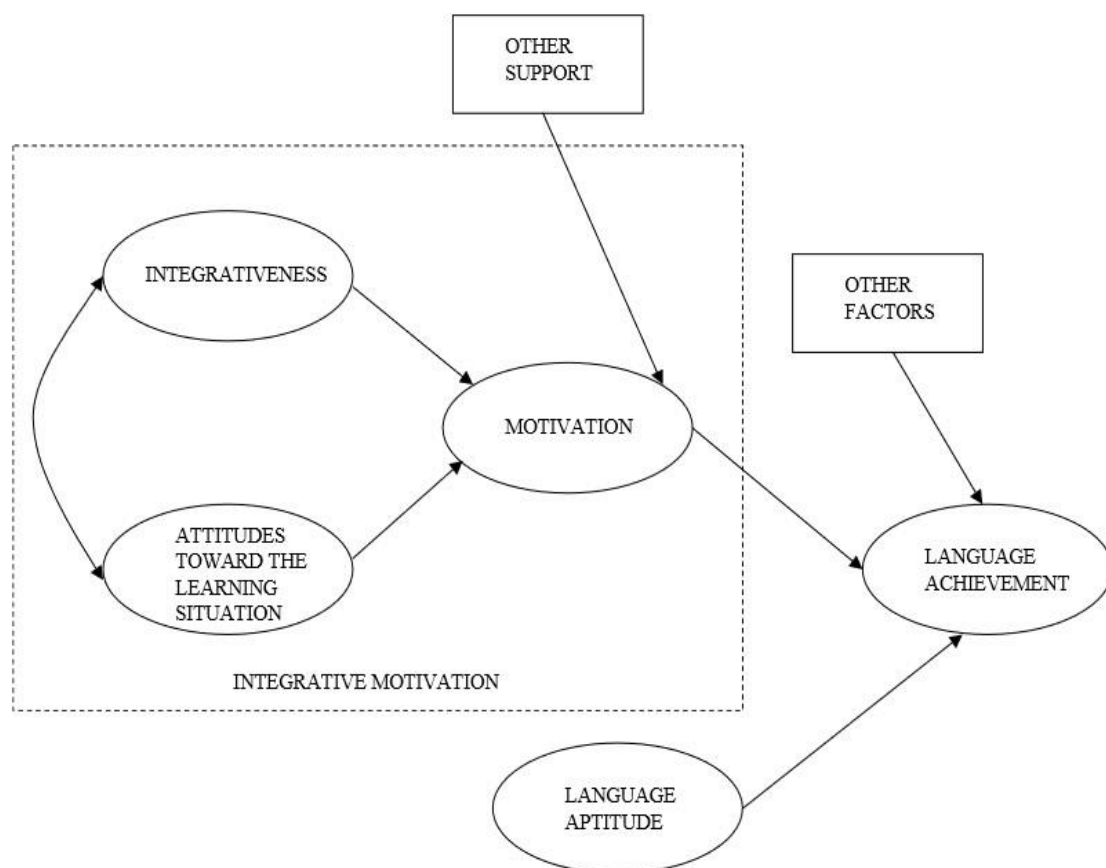 OTHER
SUPPORT
INTEGRATIVENESS
OTHER
FACTORS
MOTIVATION
ATTITUDES
TOWARD THE
LEARNING
SITUATION
LANGUAGE
ACHIEVEMENT
INTEGRATIVE MOTIVATION
LANGUAGE
APTITUDE